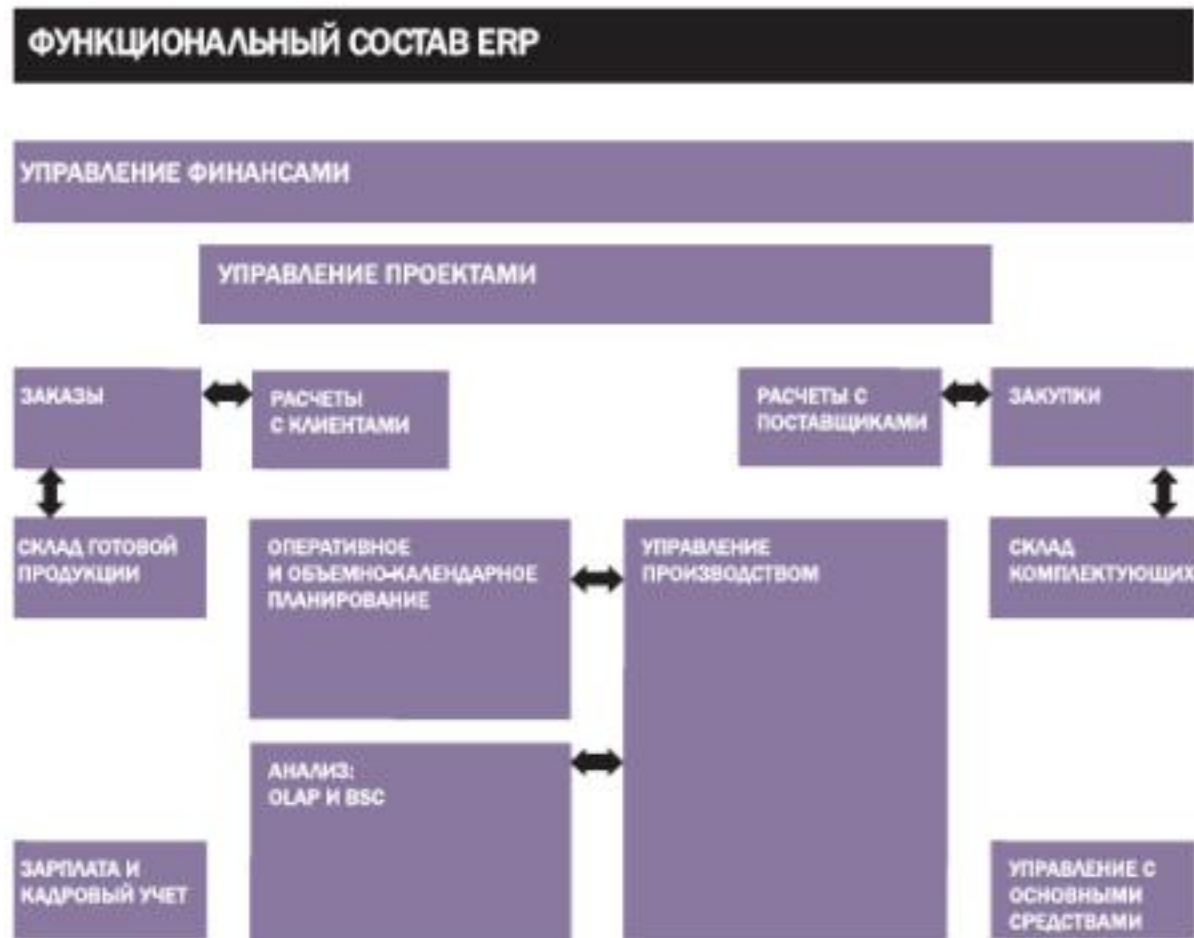 ФУНКЦИОНАЛЬНЫЙ СОСТАВ ERP
УПРАВЛЕНИЕ ФИНАНСАМИ
УПРАВЛЕНИЕ ПРОЕКТАМИ
ЗАКАЗЫ
РАСЧЕТЫ
С КЛИЕНТАМИ
РАСЧЕТЫ С
ПОСТАВЩИКАМИ
ЗАКУПКИ
СКЛАД ГОТОВОЙ
ПРОДУКЦИИ
ОПЕРАТИВНОЕ
И ОБЪЕМНО-КАЛЕНДАРНОЕ
ПЛАНИРОВАНИЕ
УПРАВЛЕНИЕ
ПРОИЗВОДСТВОМ
СКЛАД
КОМПЛЕКТУЮЩИХ
АНАЛИЗ:
OLAP И BSC
ЗАРПЛАТА И
КАДРОВЫЙ УЧЕТ
УПРАВЛЕНИЕ С
ОСНОВНЫМИ
СРЕДСТВАМИ